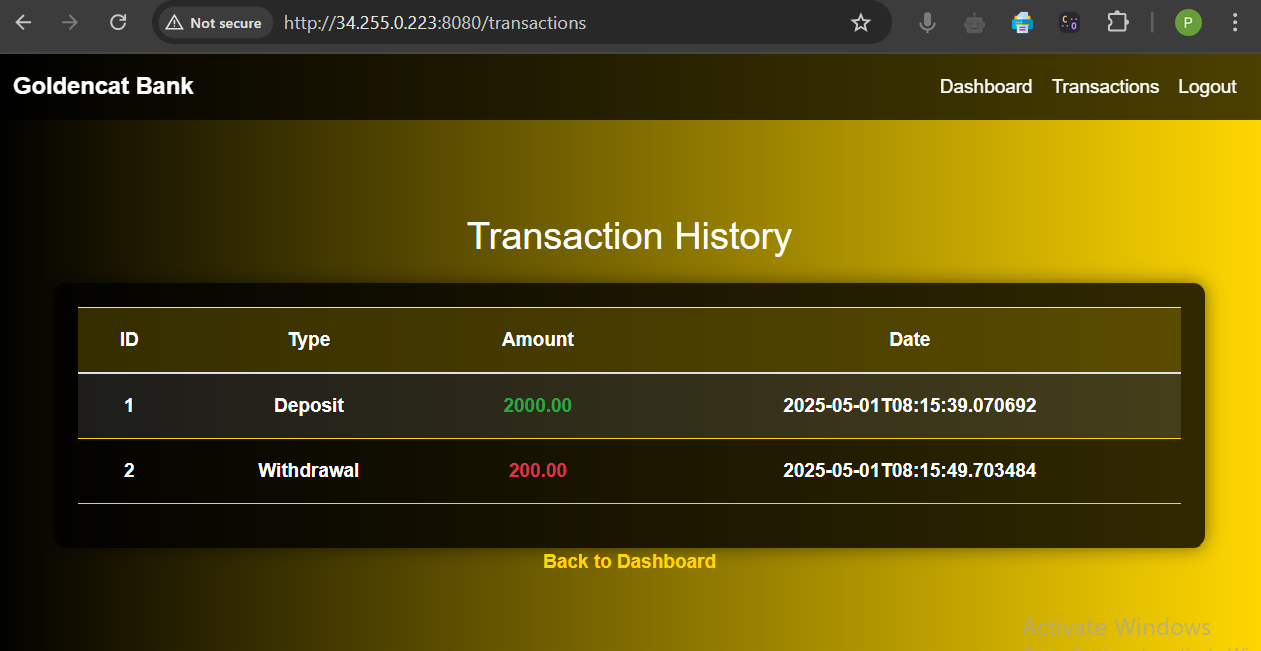 Not secure http://34.255.0.223:8080/transactions P
Goldencat Bank Dashboard Transactions Logout
Transaction History
ID Type Amount Date
1 Deposit 2000.00 2025-05-01T08:15:39.070692
2 Withdrawal 200.00 2025-05-01T08:15:49.703484
Back to Dashboard
Activate Windows